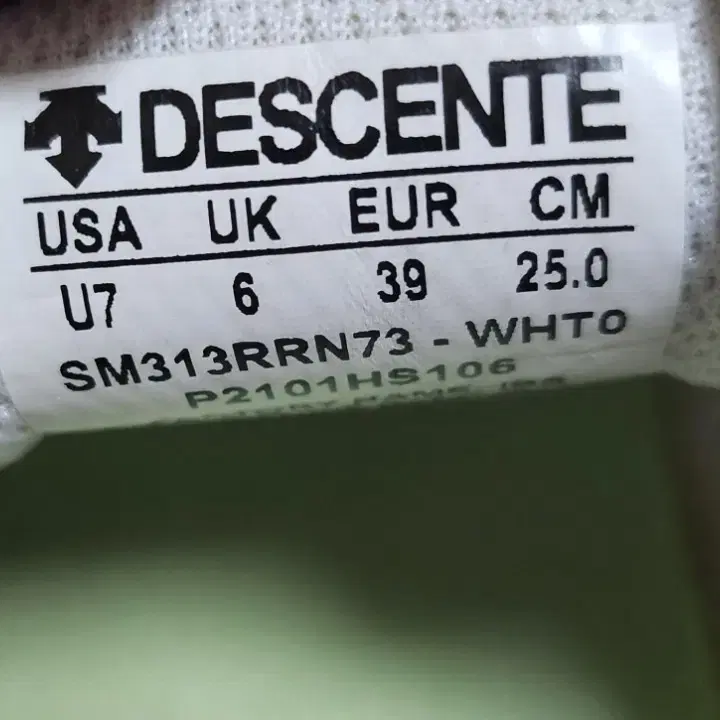 DESCENTE
USA UK EUR CM
U7 6 39 25.0
SM313RRN73 - WHT0
P2101HS106